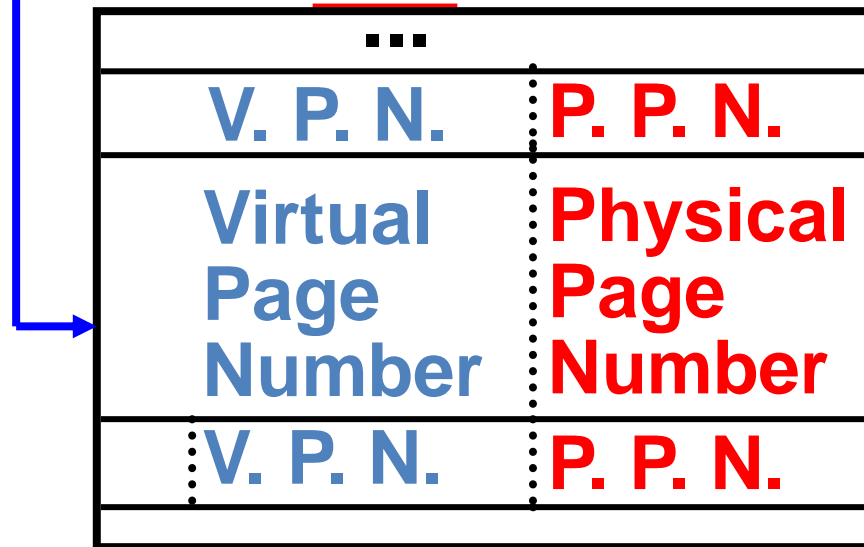 ...
V. P. N. P. P. N.
Virtual Physical
Page Page
Number Number
V. P. N. P. P. N.